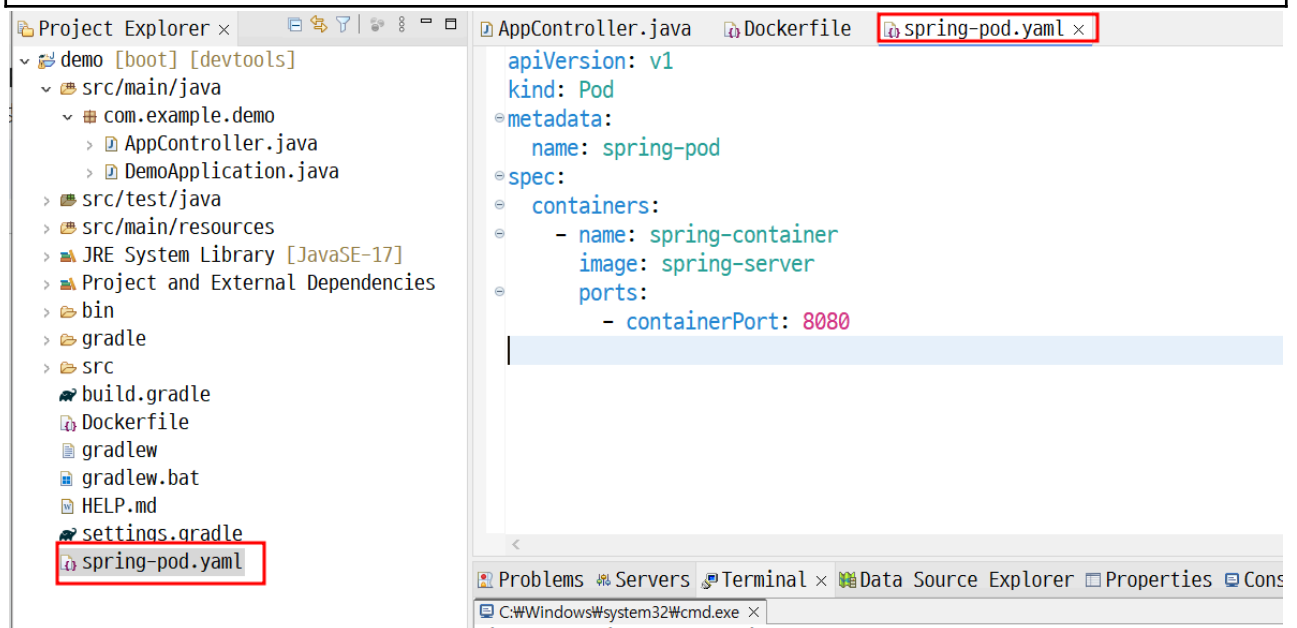 Project Explorer ×
demo [boot] [devtools]
src/main/java
com.example.demo
AppController.java
DemoApplication.java
src/test/java
src/main/resources
JRE System Library [JavaSE-17]
Project and External Dependencies
bin
gradle
src
build.gradle
Dockerfile
gradlew
gradlew.bat
HELP.md
settings.gradle
spring-pod.yaml
AppController.java Dockerfile spring-pod.yaml ×
apiVersion: v1
kind: Pod
metadata:
  name: spring-pod
spec:
  containers:
    - name: spring-container
      image: spring-server
      ports:
        - containerPort: 8080
Problems Servers Terminal × Data Source Explorer Properties Cons
C:₩Windows₩system32₩cmd.exe ×